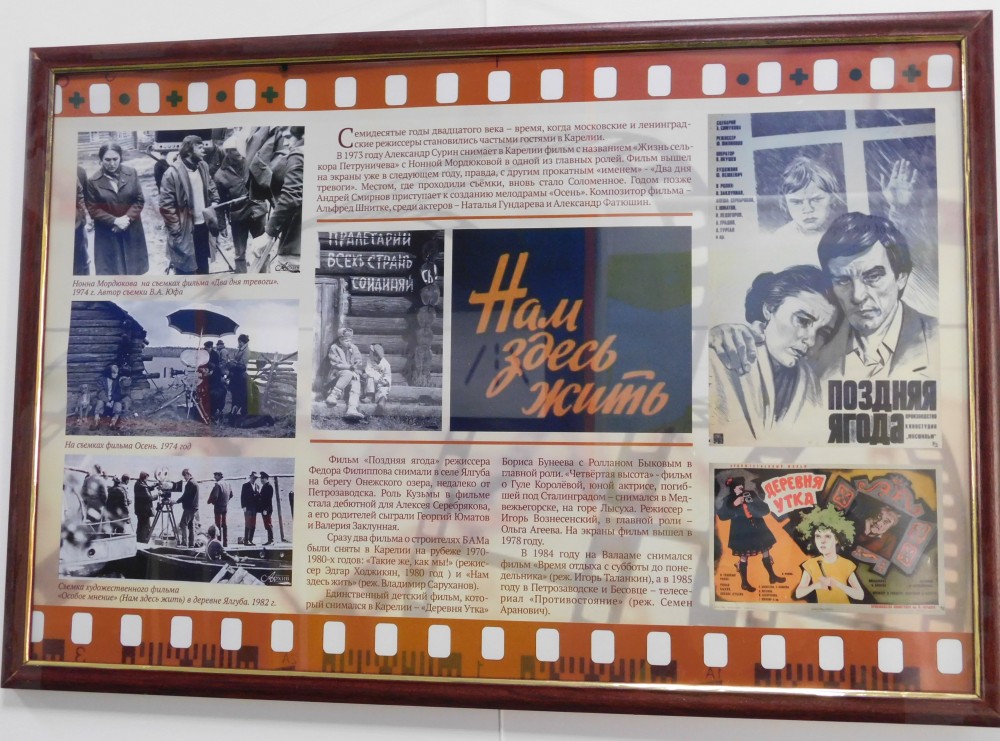 Семидесятые годы двадцатого века – время, когда московские и ленинград-
ские режиссеры становились частыми гостями в Карелии.
В 1973 году Александр Сурин снимает в Карелии фильм с названием «Жизнь сель-
кора Петруничева» с Нонной Мордюковой в одной из главных ролей. Фильм вышел
на экраны уже в следующем году, правда, с другим прокатным «именем» - «Два дня
тревоги». Местом, где проходили съёмки, вновь стало Соломенное. Годом позже
Андрей Смирнов приступает к созданию мелодрамы «Осень». Композитор фильма –
Альфред Шнитке, среди актеров – Наталья Гундарева и Александр Фатюшин.
Нонна Мордюкова на съемках фильма «Два дня тревоги».
1974 г. Автор съемки В.А. Юфа
На съемках фильма Осень. 1974 год
Съемка художественного фильма
«Особое мнение» (Нам здесь жить) в деревне Ялгуба. 1982 г.
ПРАЛЕТАРИИ
ВСЕХЪ СТРАНЪ
СОИДИНЯЙ
СЬ!
Нам
здесь
жить
Фильм «Поздняя ягода» режиссера
Федора Филиппова снимали в селе Ялгуба
на берегу Онежского озера, недалеко от
Петрозаводска. Роль Кузьмы в фильме
стала дебютной для Алексея Серебрякова,
а его родителей сыграли Георгий Юматов
и Валерия Заклунная.
Сразу два фильма о строителях БАМа
были сняты в Карелии на рубеже 1970-
1980-х годов: «Такие же, как мы!» (режис-
сер Эдгар Ходжикян, 1980 год ) и «Нам
здесь жить» (реж. Владимир Саруханов).
Единственный детский фильм, кото-
рый снимался в Карелии – «Деревня Утка»
Бориса Бунеева с Ролланом Быковым в
главной роли. «Четвёртая высота» - фильм
о Гуле Королёвой, юной актрисе, погиб-
шей под Сталинградом – снимался в Мед-
вежьегорске, на горе Лысуха. Режиссер –
Игорь Вознесенский, в главной роли –
Ольга Агеева. На экраны фильм вышел в
1978 году.
В 1984 году на Валааме снимался
фильм «Время отдыха с субботы до поне-
дельника» (реж. Игорь Таланкин), а в 1985
году в Петрозаводске и Бесовце – телесе-
риал «Противостояние» (реж. Семен
Аранович).
СЦЕНАРИЙ
РЕЖИССЕР
ОПЕРАТОР
ХУДОЖНИК
ПОЗДНЯЯ
ЯГОДА
ПРОИЗВОДСТВО
КИНОСТУДИИ
"МОСФИЛЬМ"
ДЕРЕВНЯ
УТКА